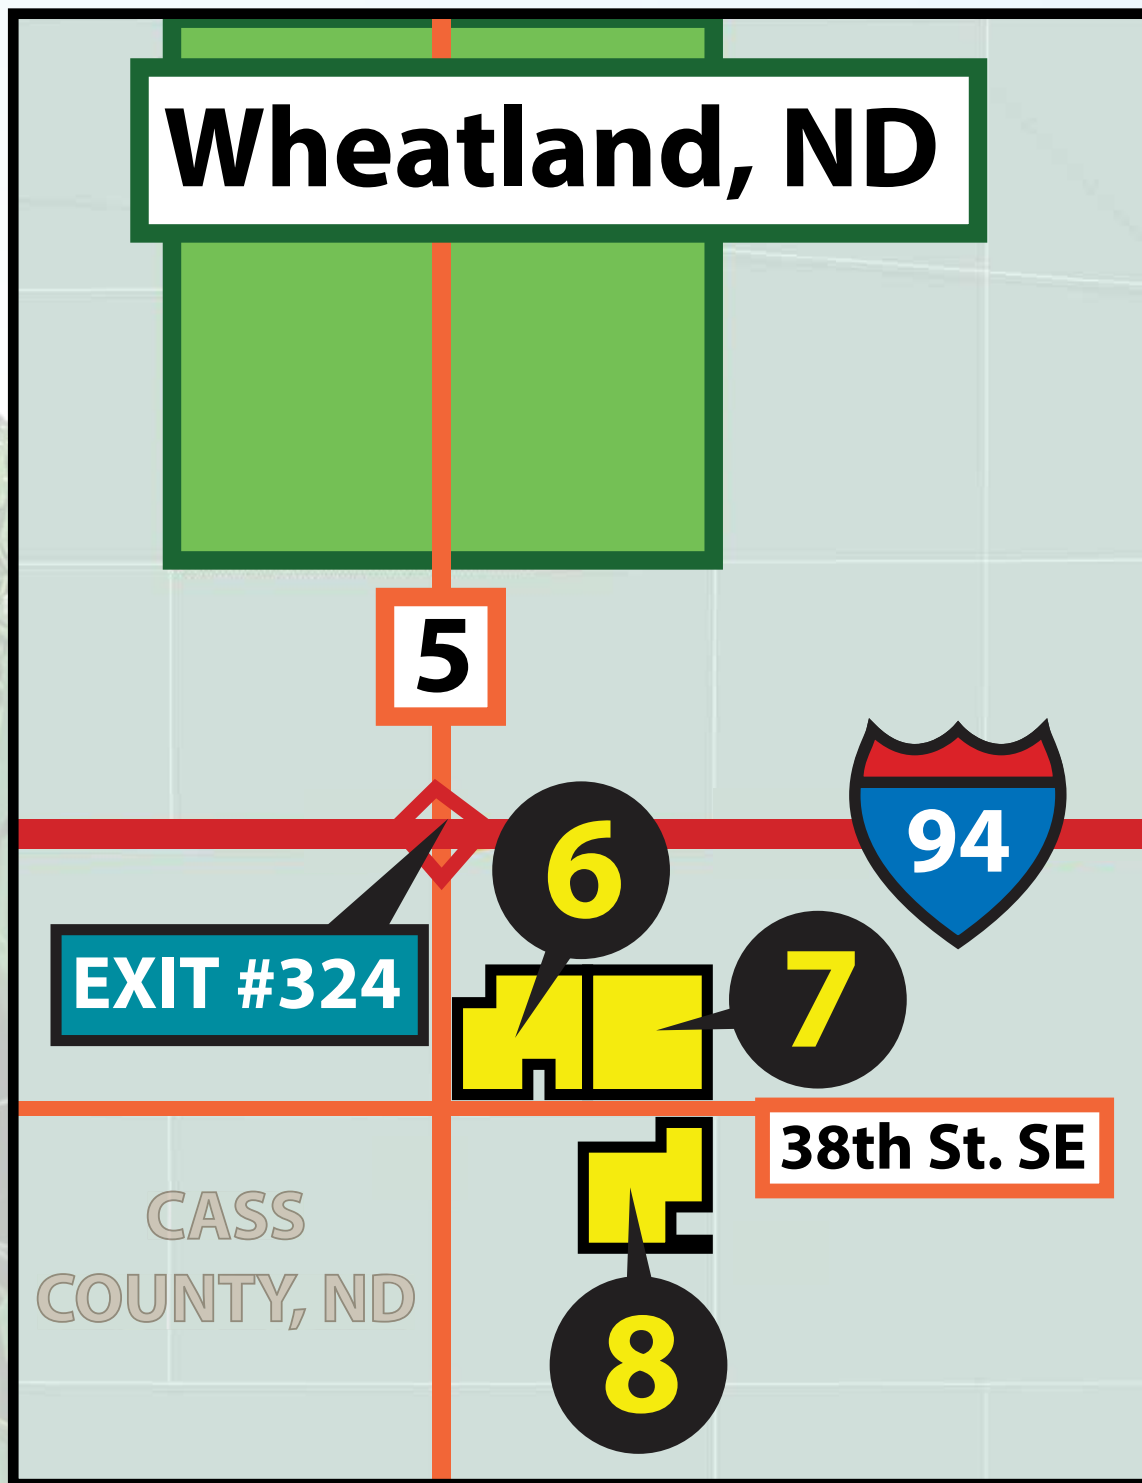 Wheatland, ND
5
94
6
EXIT #324
7
38th St. SE
CASS
COUNTY, ND
8